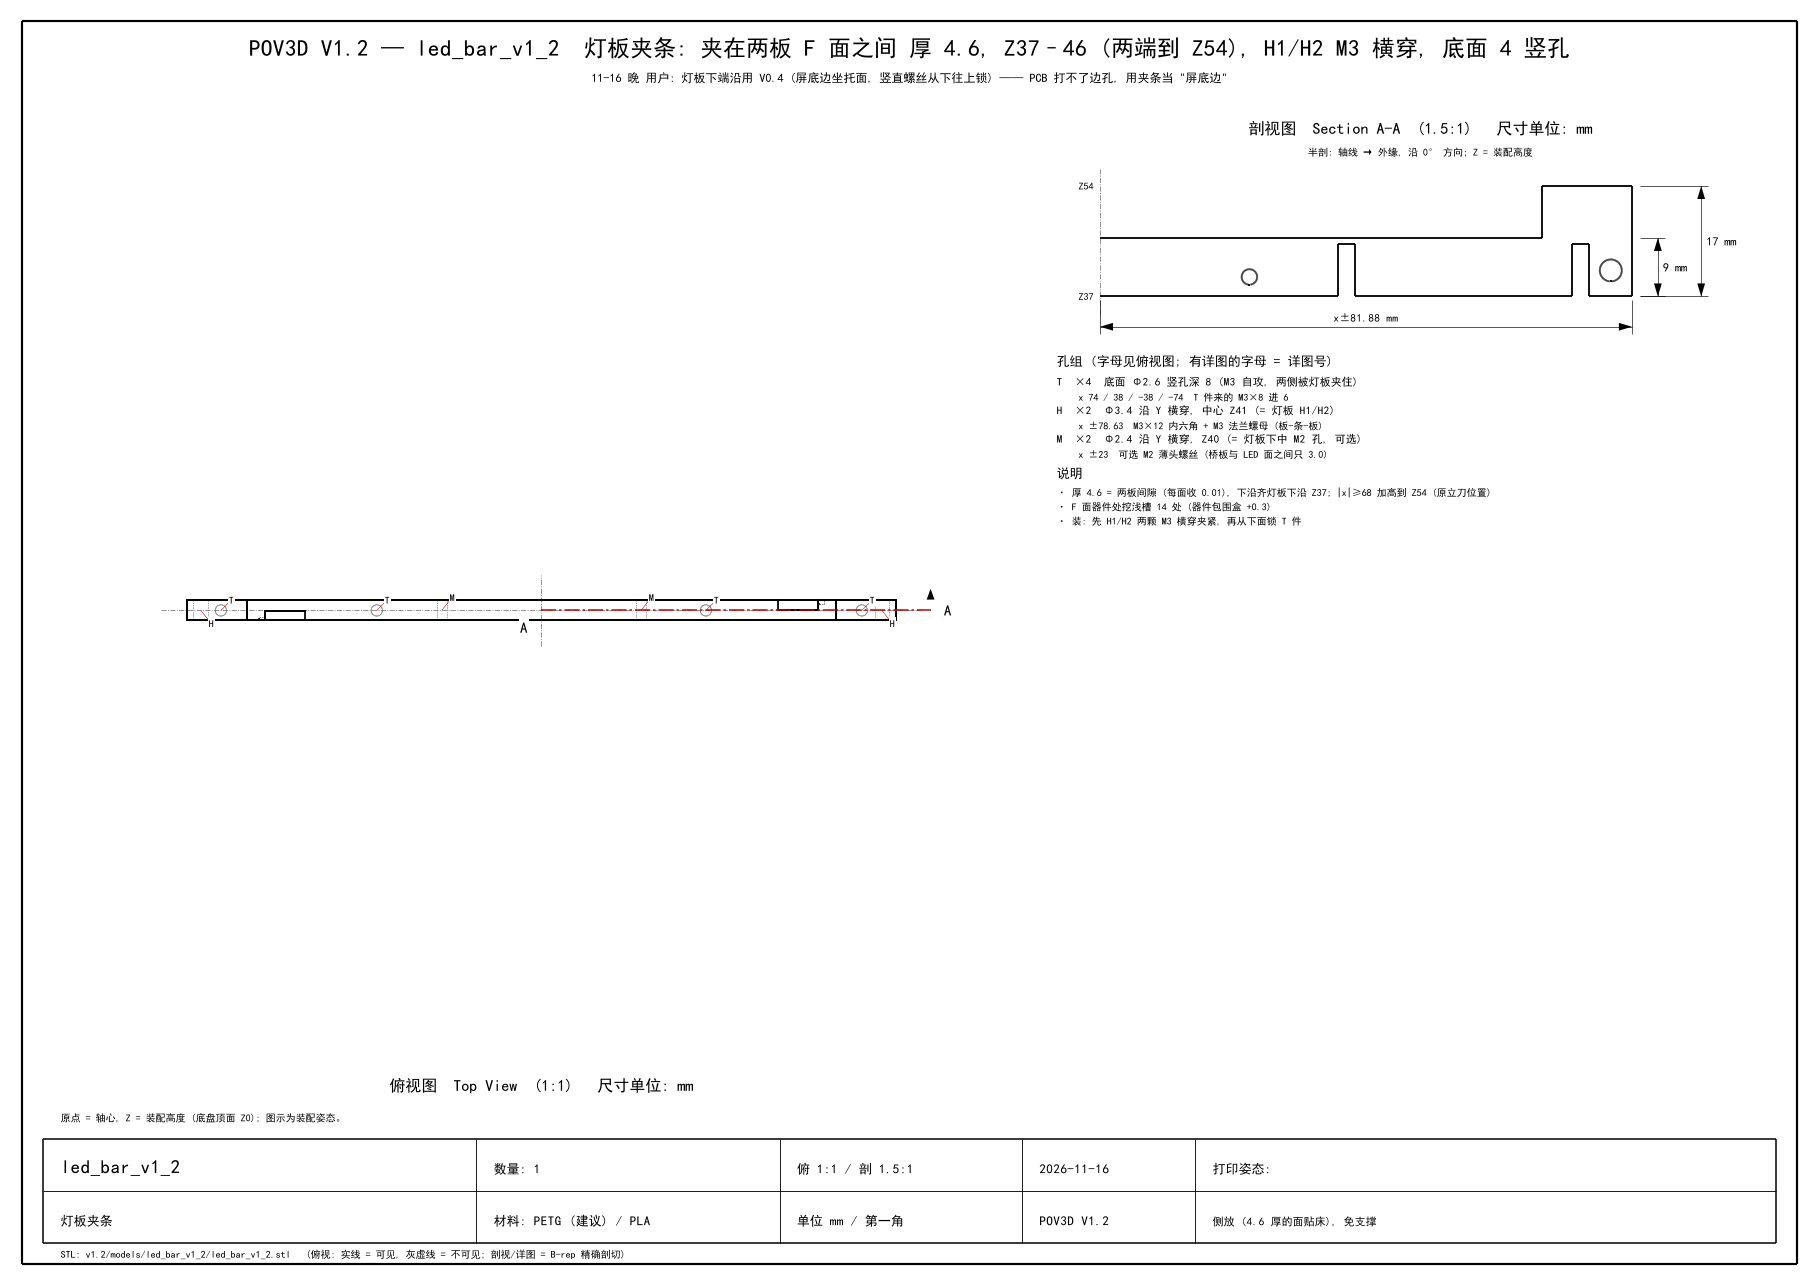 POV3D V1.2 — led_bar_v1_2  灯板夹条: 夹在两板 F 面之间 厚 4.6, Z37–46 (两端到 Z54), H1/H2 M3 横穿, 底面 4 竖孔
11-16 晚 用户: 灯板下端沿用 V0.4 (屏底边坐托面, 竖直螺丝从下往上锁) —— PCB 打不了边孔, 用夹条当 "屏底边"
剖视图  Section A-A  (1.5:1)  尺寸单位: mm
半剖: 轴线 → 外缘, 沿 0° 方向; Z = 装配高度
Z54
17 mm
9 mm
Z37
x±81.88 mm
孔组 (字母见俯视图; 有详图的字母 = 详图号)
T  ×4  底面 Φ2.6 竖孔深 8 (M3 自攻, 两侧被灯板夹住)
x 74 / 38 / -38 / -74  T 件来的 M3×8 进 6
H  ×2  Φ3.4 沿 Y 横穿, 中心 Z41 (= 灯板 H1/H2)
x ±78.63  M3×12 内六角 + M3 法兰螺母 (板-条-板)
M  ×2  Φ2.4 沿 Y 横穿, Z40 (= 灯板下中 M2 孔, 可选)
x ±23  可选 M2 薄头螺丝 (桥板与 LED 面之间只 3.0)
说明
· 厚 4.6 = 两板间隙 (每面收 0.01), 下沿齐灯板下沿 Z37; |x|≥68 加高到 Z54 (原立刀位置)
· F 面器件处挖浅槽 14 处 (器件包围盒 +0.3)
· 装: 先 H1/H2 两颗 M3 横穿夹紧, 再从下面锁 T 件
T T M M T T
A
H A H
俯视图  Top View  (1:1)  尺寸单位: mm
原点 = 轴心, Z = 装配高度 (底盘顶面 Z0); 图示为装配姿态。
led_bar_v1_2  数量: 1  俯 1:1 / 剖 1.5:1  2026-11-16  打印姿态:
灯板夹条  材料: PETG (建议) / PLA  单位 mm / 第一角  POV3D V1.2  侧放 (4.6 厚的面贴床), 免支撑
STL: v1.2/models/led_bar_v1_2/led_bar_v1_2.stl  (俯视: 实线 = 可见, 灰虚线 = 不可见; 剖视/详图 = B-rep 精确剖切)